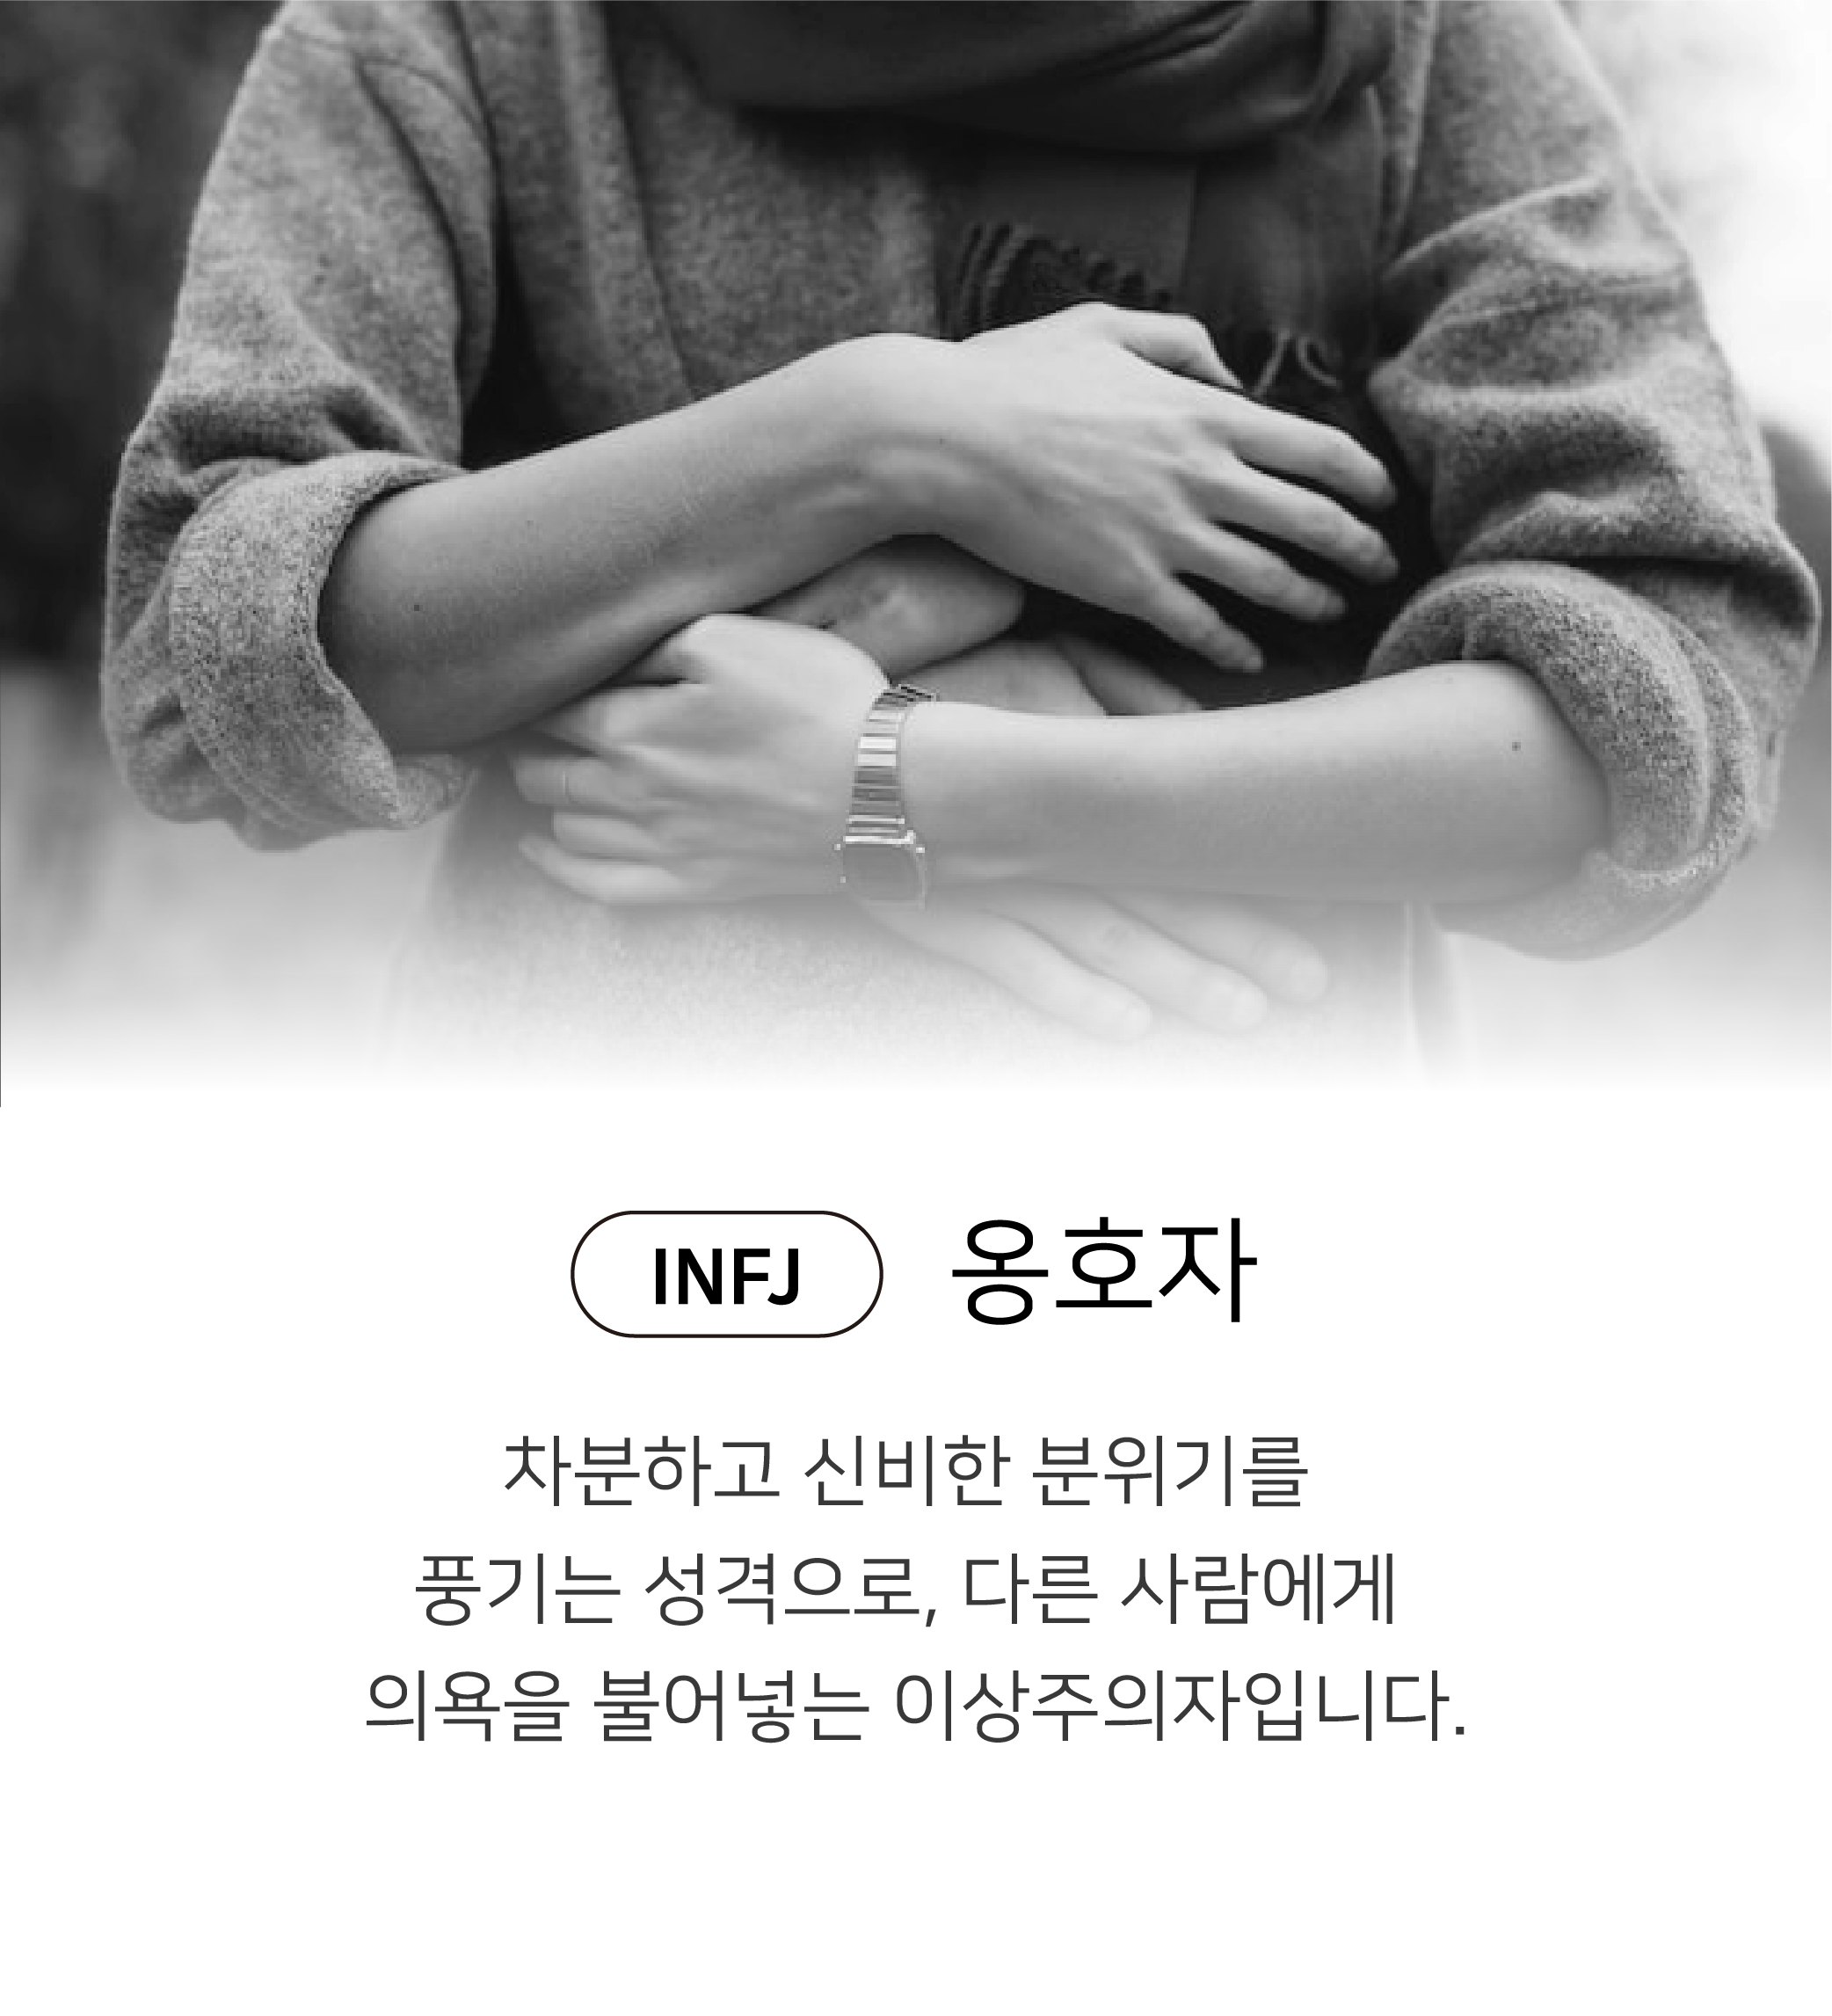 INFJ 옹호자
차분하고 신비한 분위기를
풍기는 성격으로, 다른 사람에게
의욕을 불어넣는 이상주의자입니다.